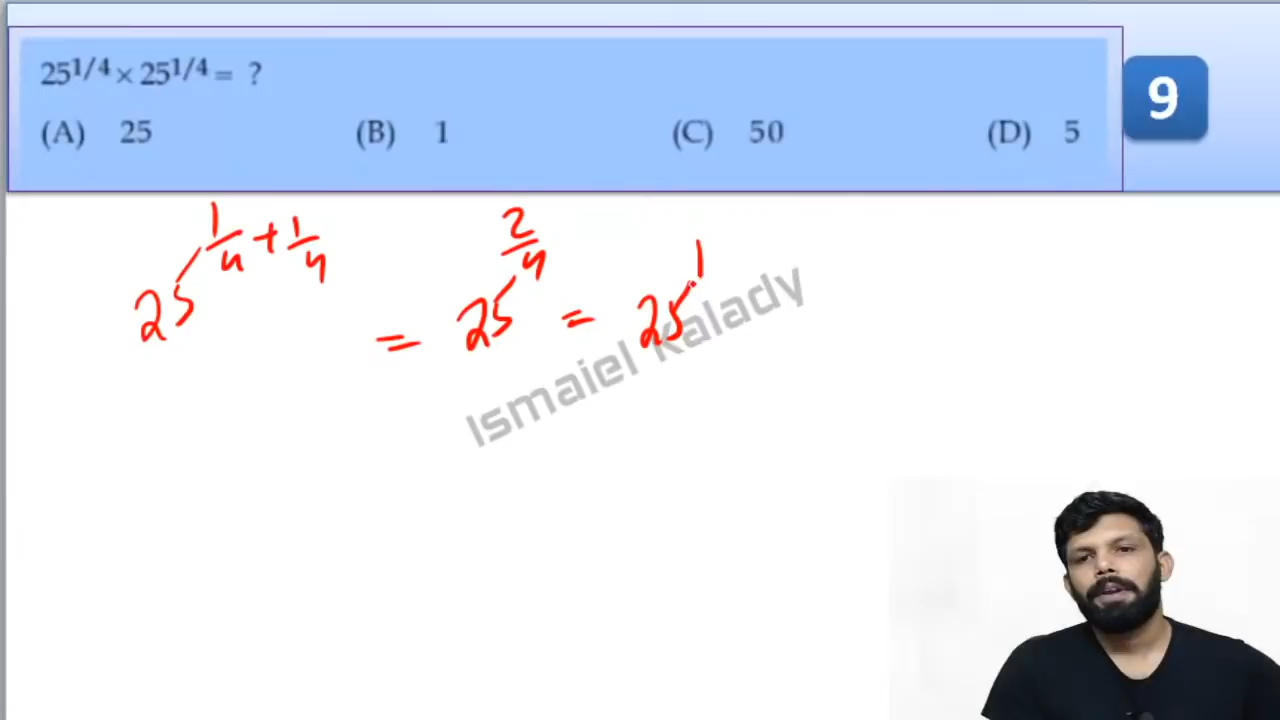 25^1/4 × 25^1/4 = ?
(A) 25 (B) 1 (C) 50 (D) 5
9
25^1/4 + 1/4 = 25^2/4 = 25^1
Ismaiel Kalady